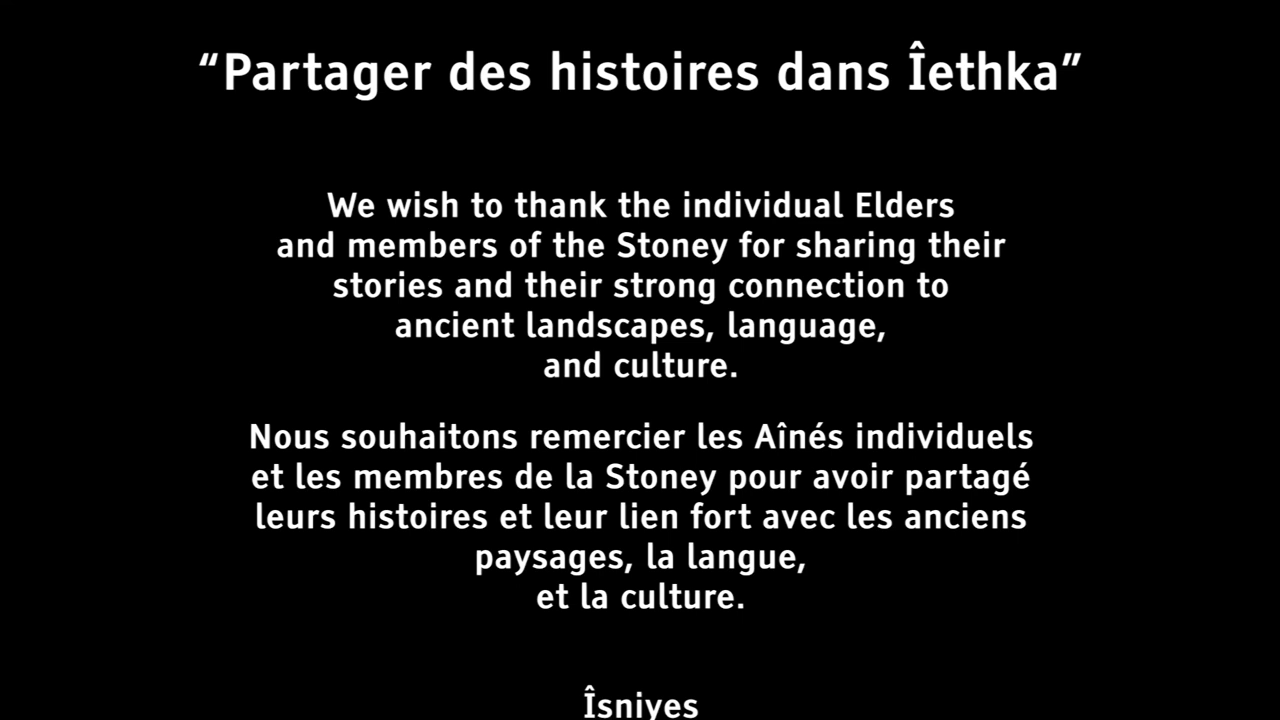 “Partager des histoires dans Îethka”
We wish to thank the individual Elders
and members of the Stoney for sharing their
stories and their strong connection to
ancient landscapes, language,
and culture.
Nous souhaitons remercier les Aînés individuels
et les membres de la Stoney pour avoir partagé
leurs histoires et leur lien fort avec les anciens
paysages, la langue,
et la culture.
Îsniyes